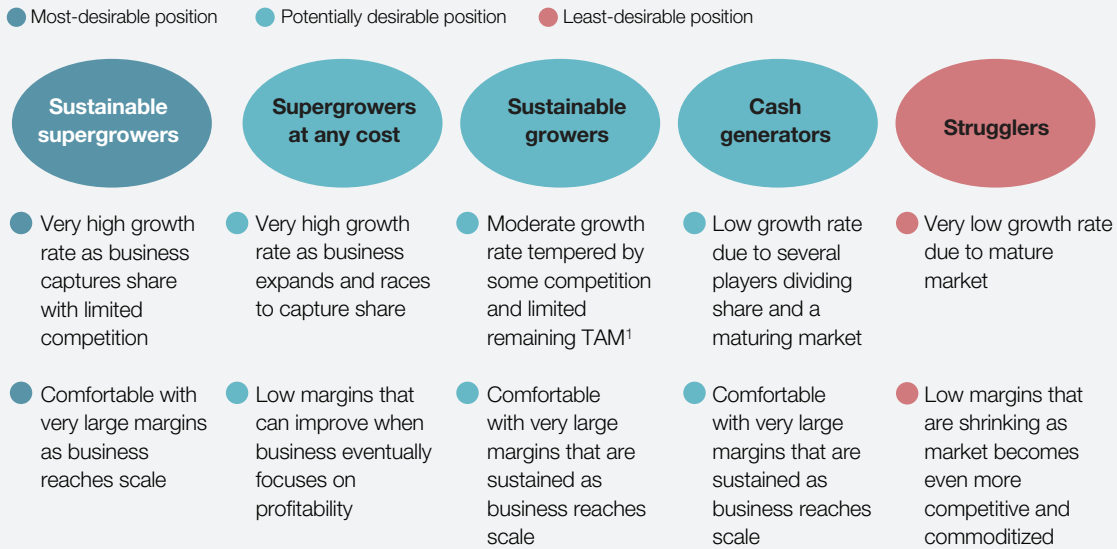 Most-desirable position
Potentially desirable position
Least-desirable position
Sustainable
supergrowers
Supergrowers
at any cost
Sustainable
growers
Cash
generators
Strugglers
Very high growth
rate as business
captures share
with limited
competition
Very high growth
rate as business
expands and races
to capture share
Moderate growth
rate tempered by
some competition
and limited
remaining TAM¹
Low growth rate
due to several
players dividing
share and a
maturing market
Very low growth rate
due to mature
market
Comfortable with
very large margins
as business
reaches scale
Low margins that
can improve when
business eventually
focuses on
profitability
Comfortable
with very large
margins that are
sustained as
business reaches
scale
Comfortable
with very large
margins that are
sustained as
business reaches
scale
Low margins that
are shrinking as
market becomes
even more
competitive and
commoditized